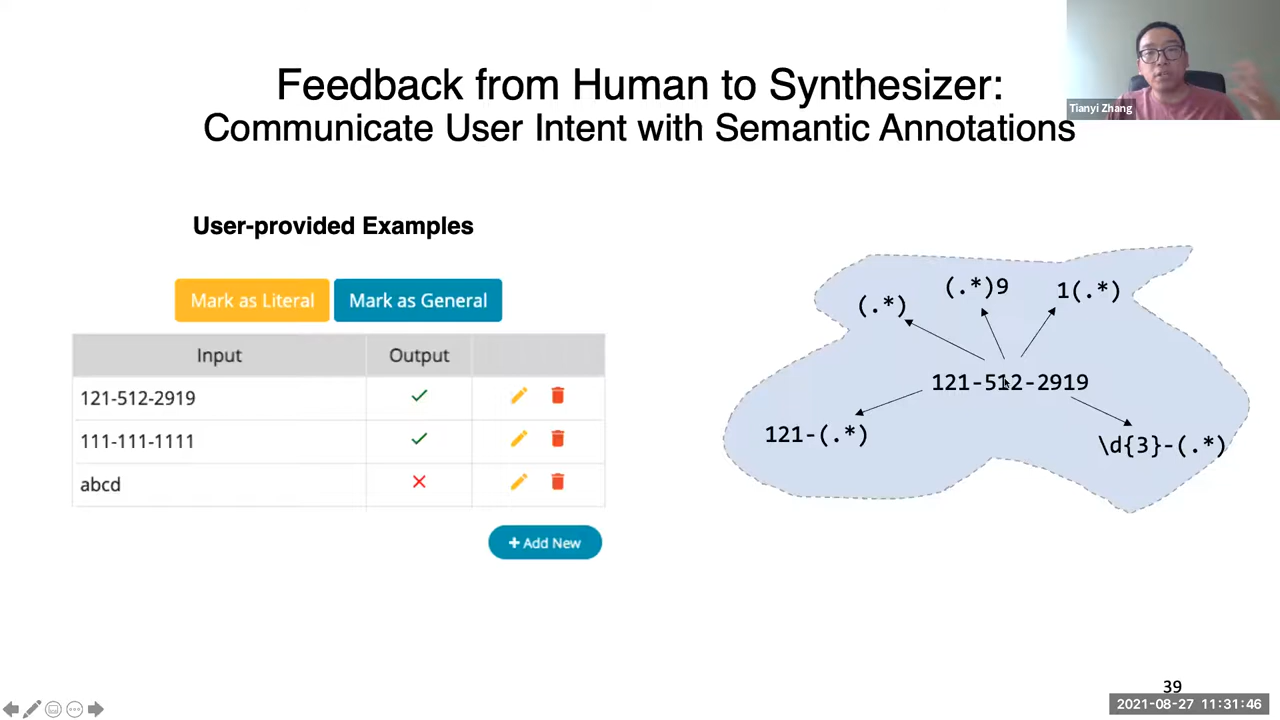 Feedback from Human to Synthesizer:
Communicate User Intent with Semantic Annotations
Tianyi Zhang
User-provided Examples
Mark as Literal
Mark as General
Input Output
121-512-2919
111-111-1111
abcd
+ Add New
(.*)
(.*)9
1(.*)
121-512-2919
121-(.*)
\d{3}-(.*)
39
2021-08-27 11:31:46